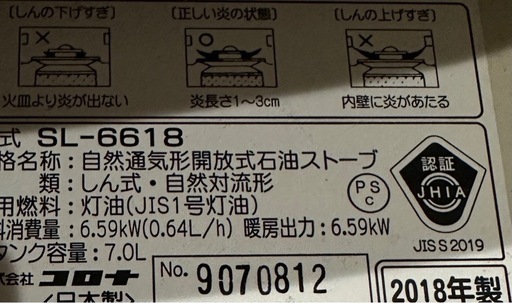 [しんの下げすぎ] [正しい炎の状態] [しんの上げすぎ]
火皿より炎が出ない 炎長さ1~3cm 内壁に炎があたる
式 SL-6618
格名称:自然通気形開放式石油ストーブ
類:しん式・自然対流形
用燃料:灯油(JIS1号灯油)
料消費量:6.59kW(0.64L/h) 暖房出力:6.59kW
タンク容量:7.0L
PS
C
認証
JHIA
JIS S 2019
株式会社 コロナ
〈日本製〉
No. 9070812
2018年製